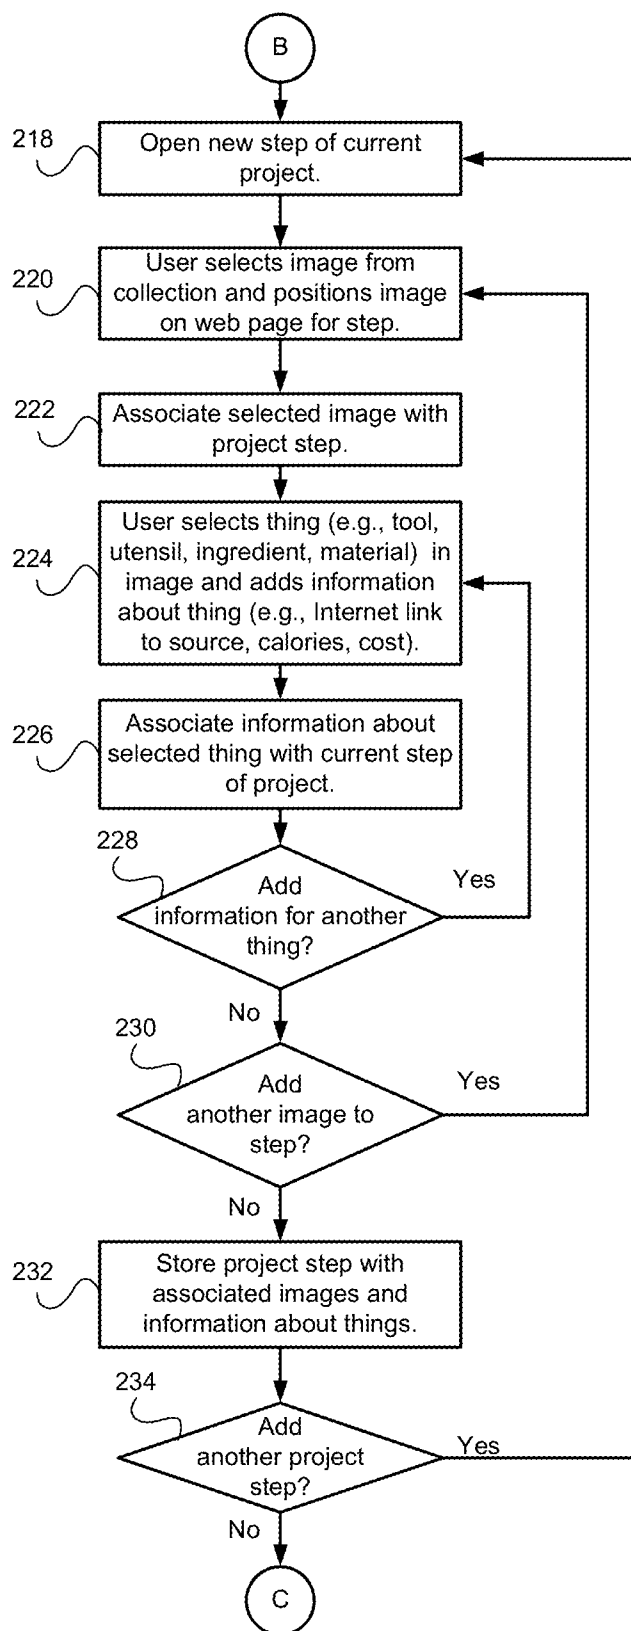 B
218
Open new step of current
project.
220
User selects image from
collection and positions image
on web page for step.
222
Associate selected image with
project step.
224
User selects thing (e.g., tool,
utensil, ingredient, material) in
image and adds information
about thing (e.g., Internet link
to source, calories, cost).
226
Associate information about
selected thing with current step
of project.
228
Add
information for another
thing?
Yes
No
230
Add
another image to
step?
Yes
No
232
Store project step with
associated images and
information about things.
234
Add
another project
step?
Yes
No
C